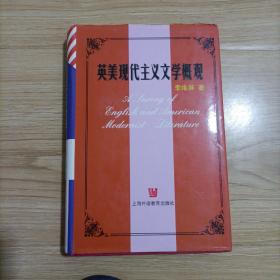 英美现代主义文学概观
李维屏 著
A Survey of
English and American
Modernist Literature
上海外语教育出版社